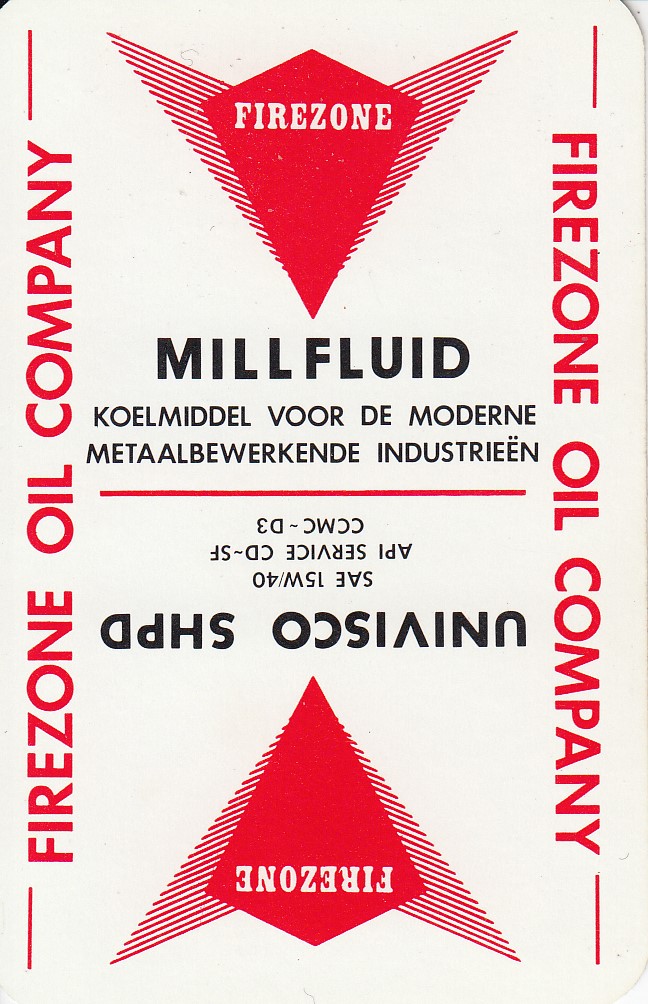 FIREZONE
MILLFLUID
KOELMIDDEL VOOR DE MODERNE
METAALBEWERKENDE INDUSTRIEËN
FIREZONE OIL COMPANY
FIREZONE
UNIVISCO SHPD
SAE 15W/40
API SERVICE CD~SF
CCMC~D3
FIREZONE OIL COMPANY